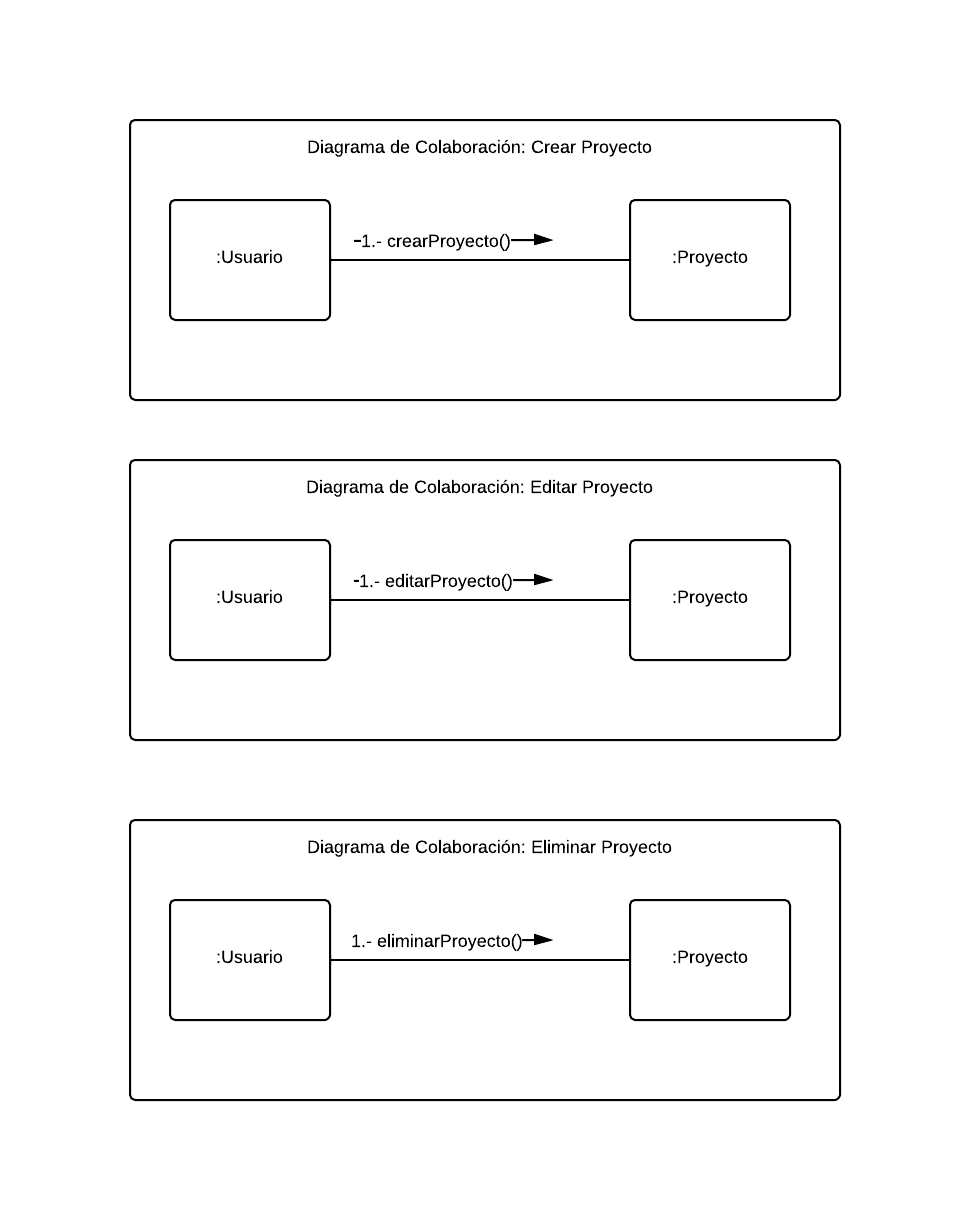 Diagrama de Colaboración: Crear Proyecto
:Usuario
1.- crearProyecto()
:Proyecto
Diagrama de Colaboración: Editar Proyecto
:Usuario
1.- editarProyecto()
:Proyecto
Diagrama de Colaboración: Eliminar Proyecto
:Usuario
1.- eliminarProyecto()
:Proyecto